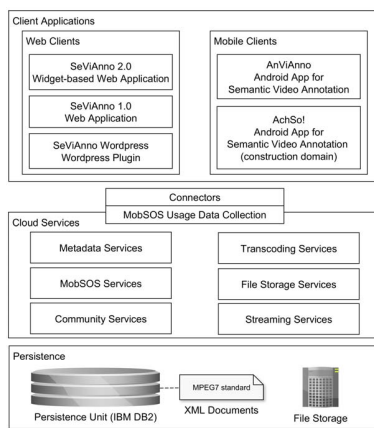 Client Applications
Web Clients
SeViAnno 2.0
Widget-based Web Application
SeViAnno 1.0
Web Application
SeViAnno Wordpress
Wordpress Plugin
Mobile Clients
AnViAnno
Android App for
Semantic Video Annotation
AchSo!
Android App for
Semantic Video Annotation
(construction domain)
Connectors
MobSOS Usage Data Collection
Cloud Services
Metadata Services
Transcoding Services
MobSOS Services
File Storage Services
Community Services
Streaming Services
Persistence
MPEG7 standard
Persistence Unit (IBM DB2)
XML Documents
File Storage